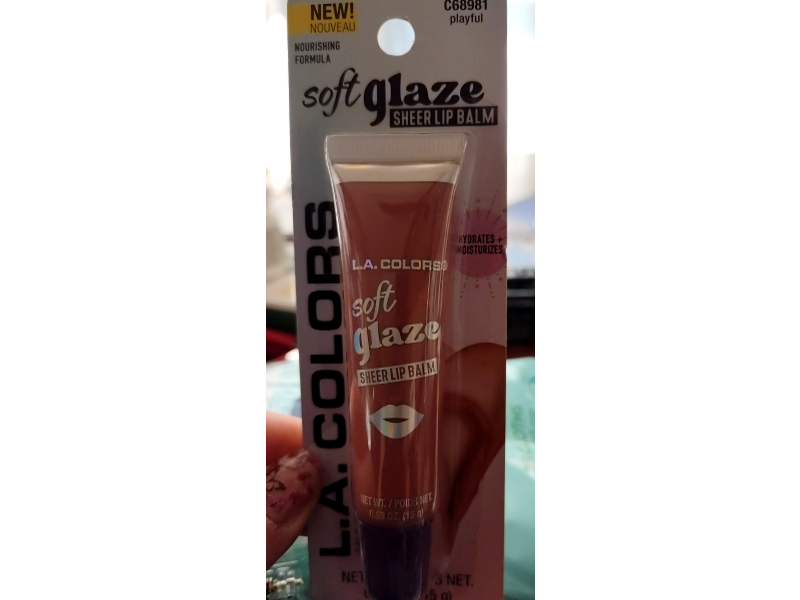 NEW!
NOUVEAU
C68981
playful
NOURISHING
FORMULA
soft glaze
SHEER LIP BALM
HYDRATES +
MOISTURIZES
L.A. COLORS
L.A. COLORS®
soft
glaze
SHEER LIP BALM
NET WT. / POIDS NET.